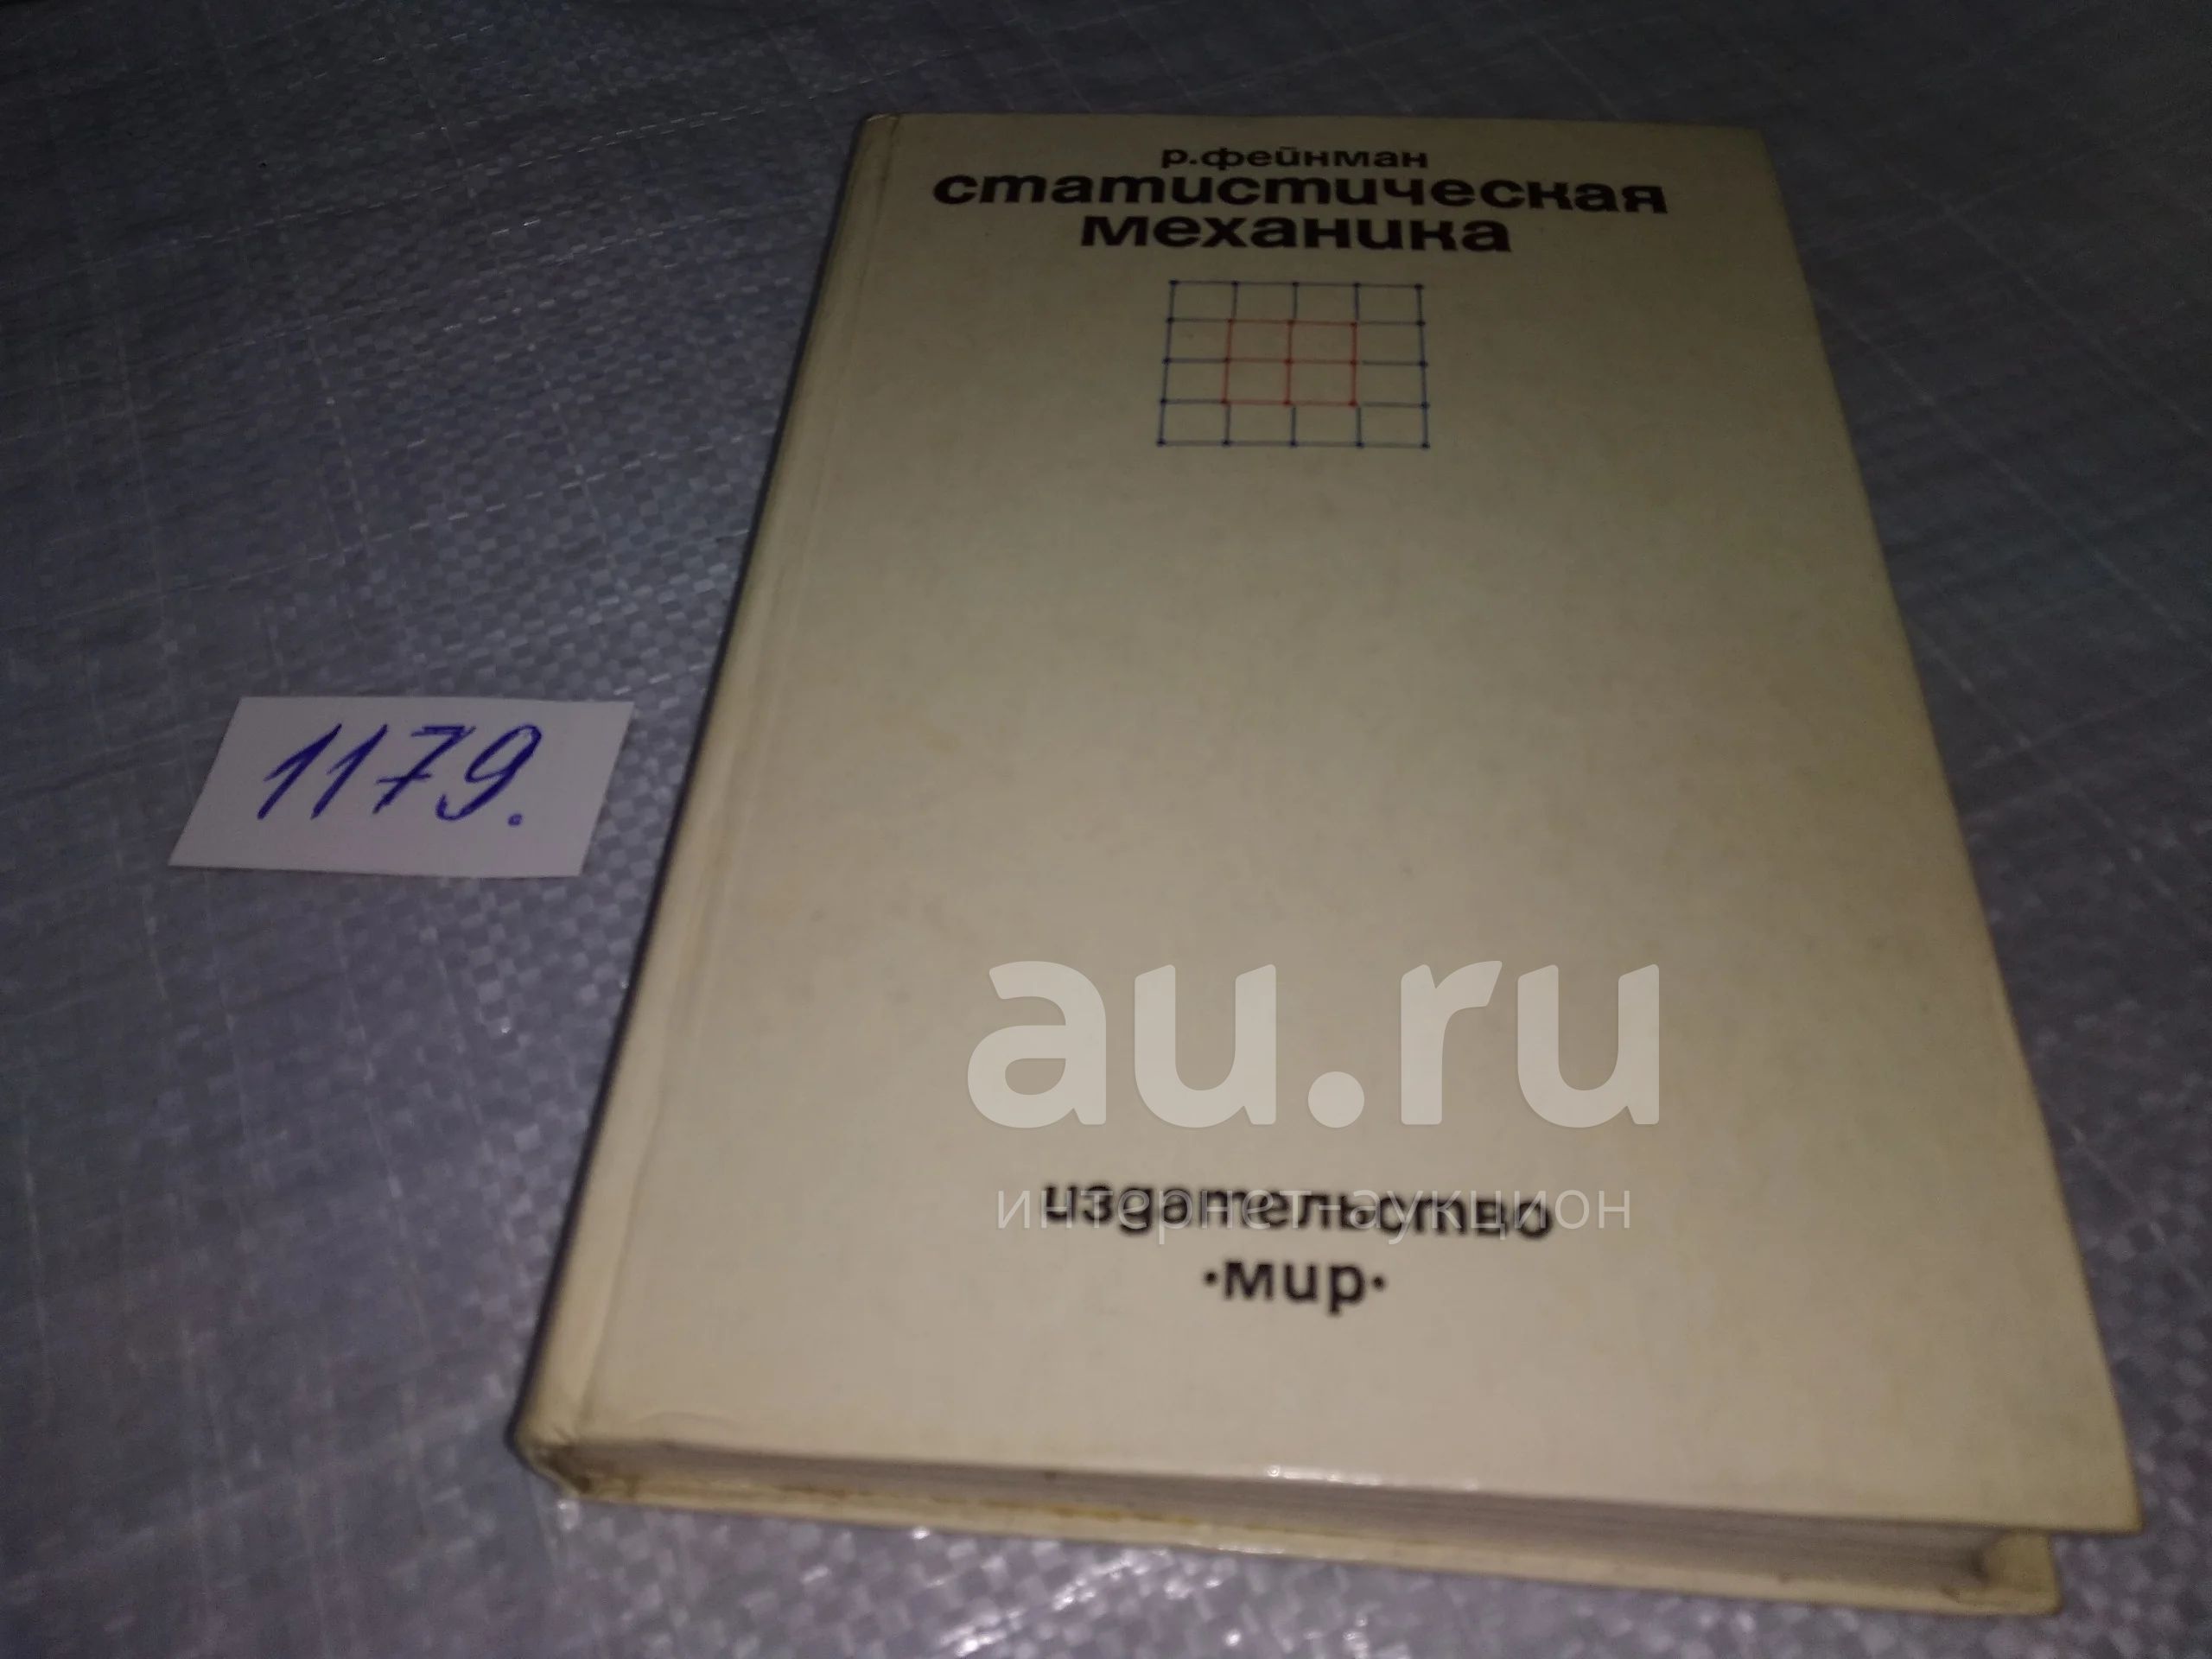 р.фейнман
статистическая
механика
1179.
au.ru
издательство
интернет-аукцион
•мир•